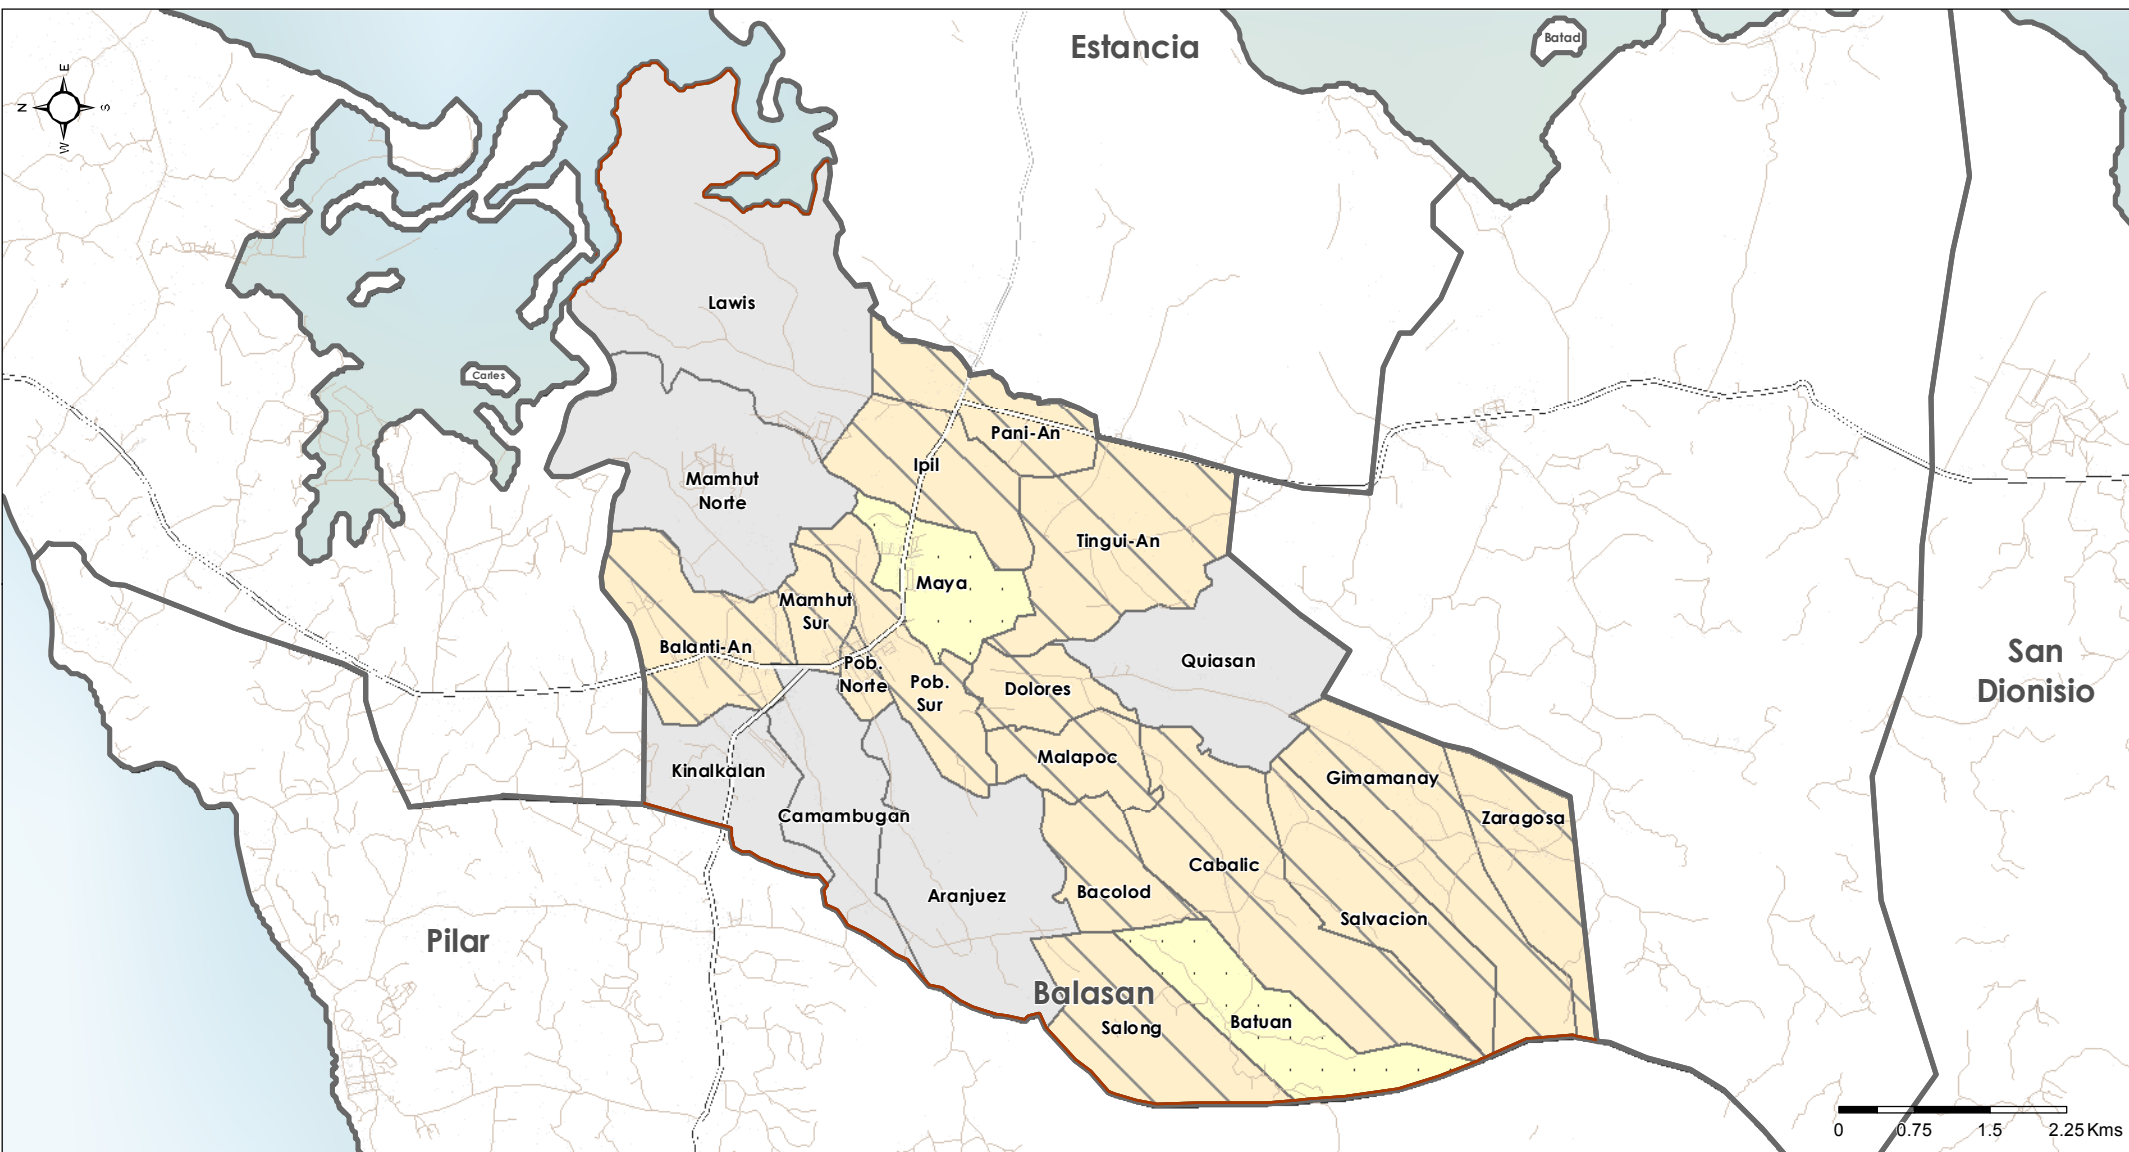 Estancia
Batad
E
N
S
W
Lawis
Carles
Pani-An
Ipil
Mamhut
Norte
Tingui-An
Maya
Mamhut
Sur
Balanti-An
Quiasan
San
Dionisio
Pob.
Norte
Pob.
Sur
Dolores
Malapoc
Kinalkalan
Gimamanay
Camambugan
Zaragosa
Cabalic
Bacolod
Aranjuez
Salvacion
Pilar
Balasan
Salong
Batuan
0 0.75 1.5 2.25 Kms